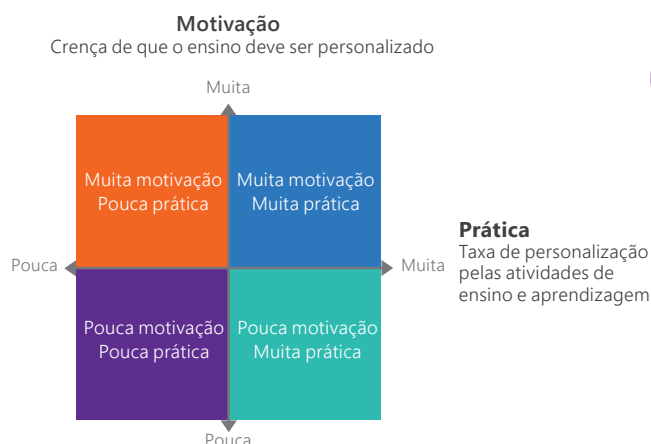 Motivação
Crença de que o ensino deve ser personalizado
Muita
Muita motivação
Pouca prática
Muita motivação
Muita prática
Pouca
Muita
Prática
Taxa de personalização
pelas atividades de
ensino e aprendizagem
Pouca motivação
Pouca prática
Pouca motivação
Muita prática
Pouca